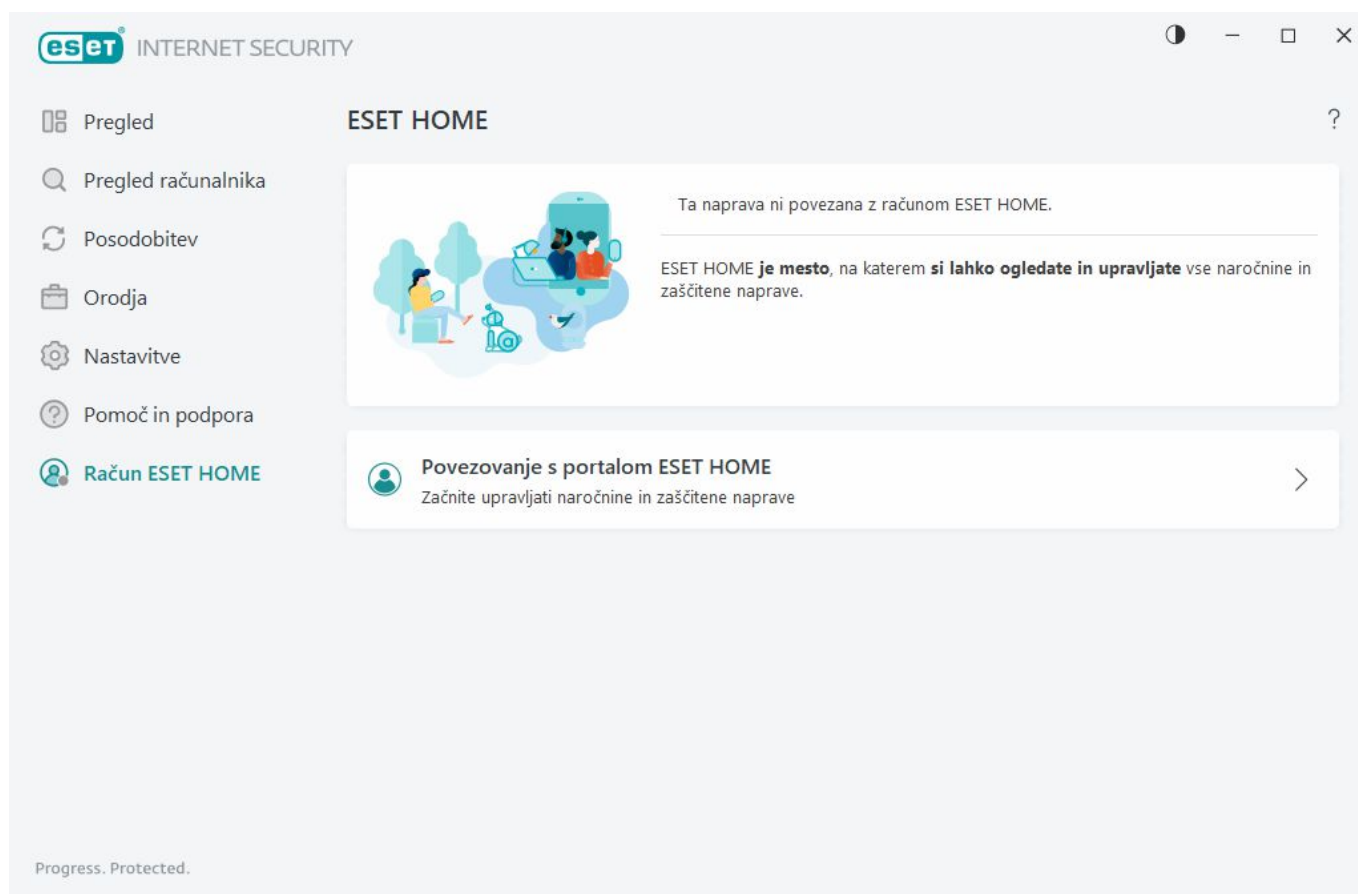 eset® INTERNET SECURITY
Pregled
Pregled računalnika
Posodobitev
Orodja
Nastavitve
Pomoč in podpora
Račun ESET HOME
ESET HOME
?
Ta naprava ni povezana z računom ESET HOME.
ESET HOME je mesto, na katerem si lahko ogledate in upravljate vse naročnine in
zaščitene naprave.
Povezovanje s portalom ESET HOME
Začnite upravljati naročnine in zaščitene naprave
Progress. Protected.